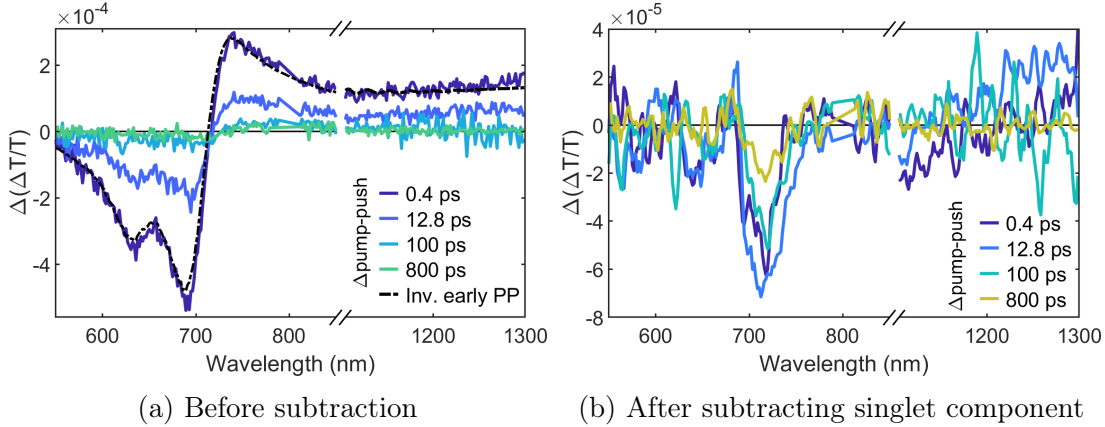 ×10⁻⁴
2
0
-2
-4
Δ(ΔT/T)
600
700
800
1200
1300
Wavelength (nm)
Δpump-push
0.4 ps
12.8 ps
100 ps
800 ps
Inv. early PP
(a) Before subtraction
×10⁻⁵
4
2
0
-2
-4
-6
-8
Δ(ΔT/T)
600
700
800
1200
1300
Wavelength (nm)
Δpump-push
0.4 ps
12.8 ps
100 ps
800 ps
(b) After subtracting singlet component